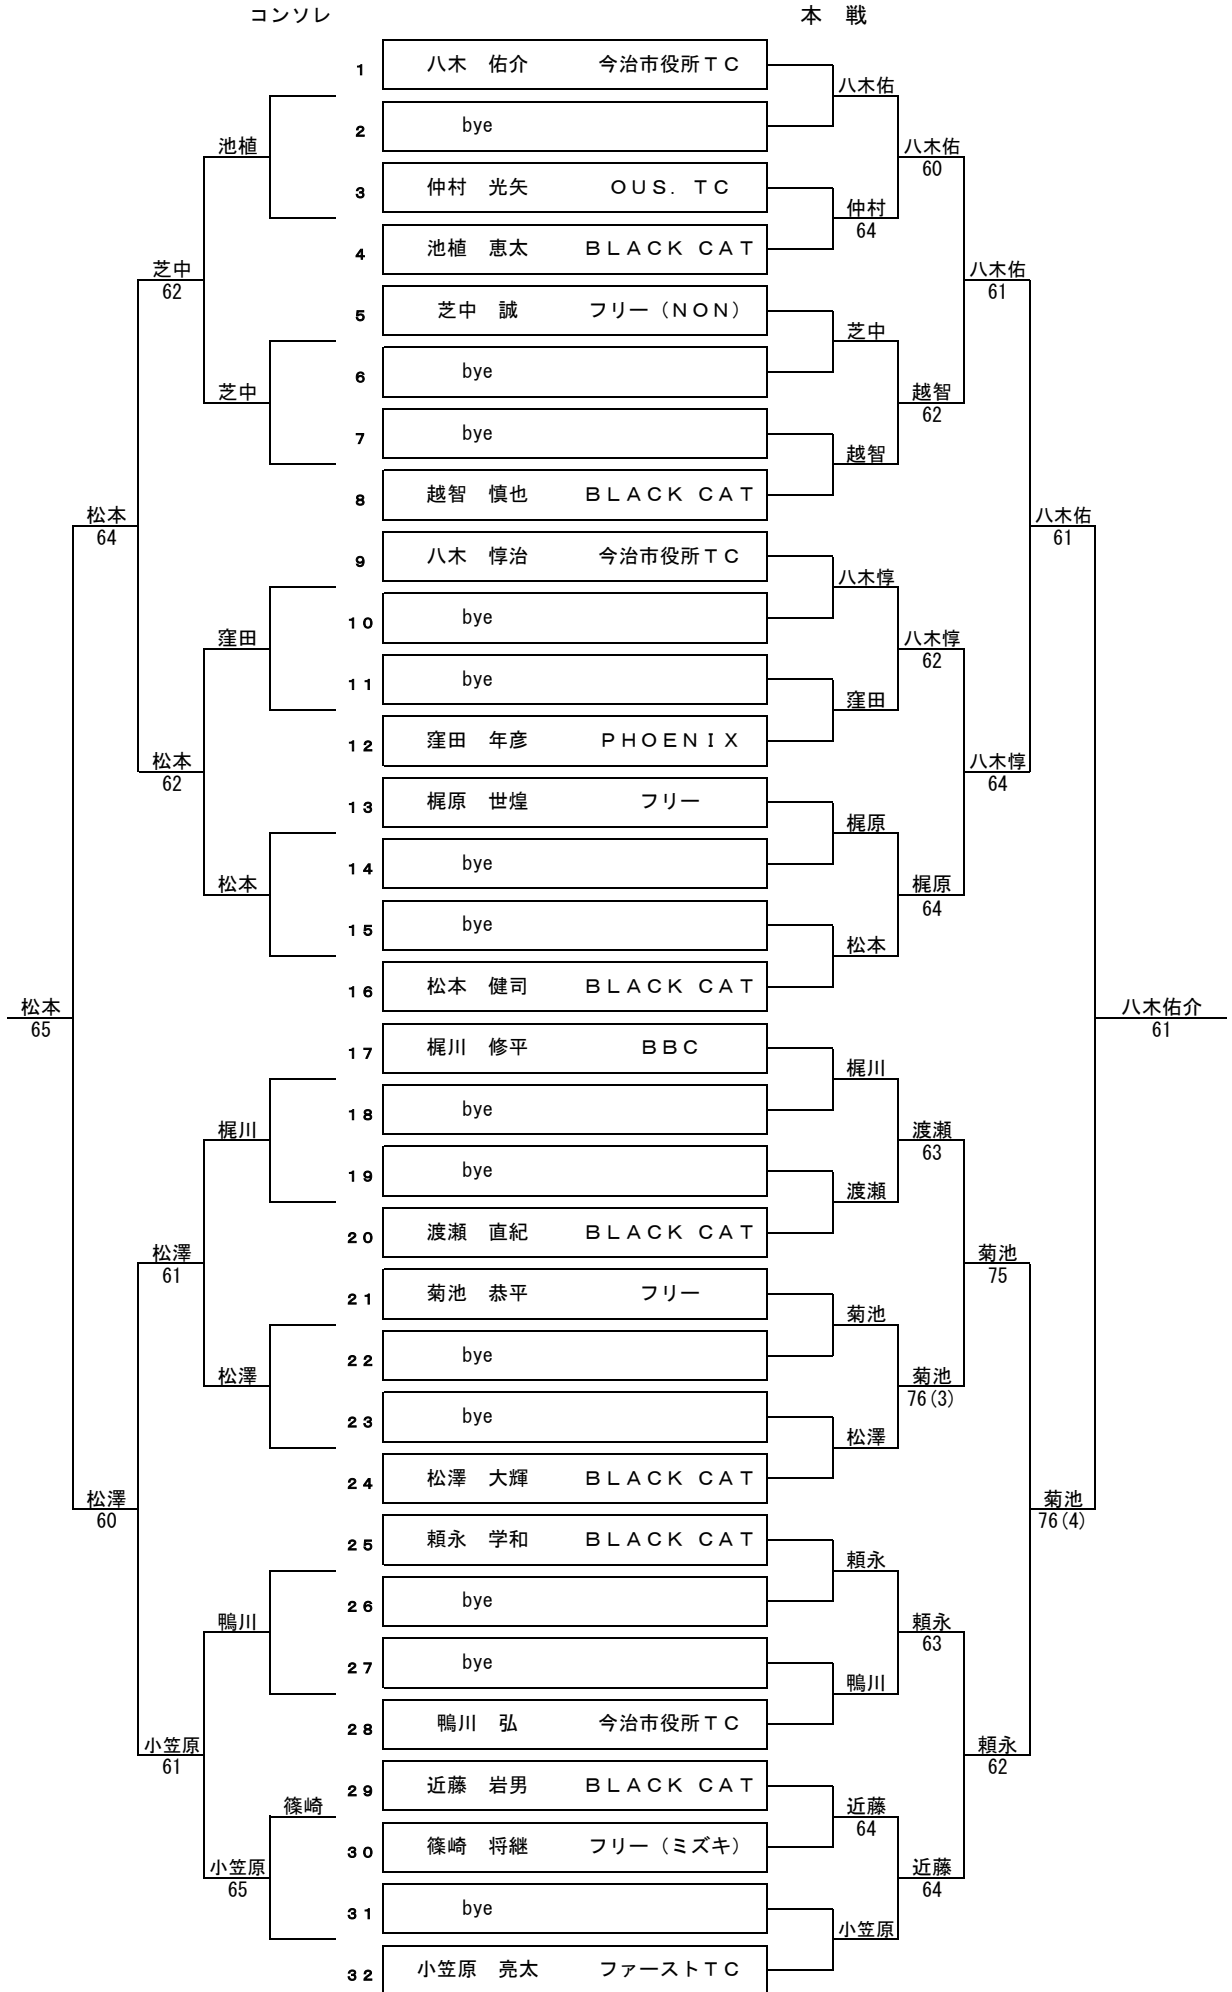 コンソレ 本 戦
1 八木 佑介 今治市役所TC
八木佑
2 bye
池植 八木佑
60
3 仲村 光矢 OUS. TC
仲村
64
4 池植 恵太 BLACK CAT
芝中 八木佑
62 61
5 芝中 誠 フリー（NON）
芝中
6 bye
芝中 越智
62
7 bye
越智
8 越智 慎也 BLACK CAT
松本 八木佑
64 61
9 八木 惇治 今治市役所TC
八木惇
10 bye
窪田 八木惇
62
11 bye
窪田
12 窪田 年彦 PHOENIX
松本 八木惇
62 64
13 梶原 世煌 フリー
梶原
14 bye
松本 梶原
64
15 bye
松本
16 松本 健司 BLACK CAT
松本 八木佑介
65 61
17 梶川 修平 BBC
梶川
18 bye
梶川 渡瀬
63
19 bye
渡瀬
20 渡瀬 直紀 BLACK CAT
松澤 菊池
61 75
21 菊池 恭平 フリー
菊池
22 bye
松澤 菊池
76(3)
23 bye
松澤
24 松澤 大輝 BLACK CAT
松澤 菊池
60 76(4)
25 頼永 学和 BLACK CAT
頼永
26 bye
鴨川 頼永
63
27 bye
鴨川
28 鴨川 弘 今治市役所TC
小笠原 頼永
61 62
29 近藤 岩男 BLACK CAT
篠崎 近藤
64
30 篠崎 将継 フリー（ミズキ）
小笠原 近藤
65 64
31 bye
小笠原
32 小笠原 亮太 ファーストTC